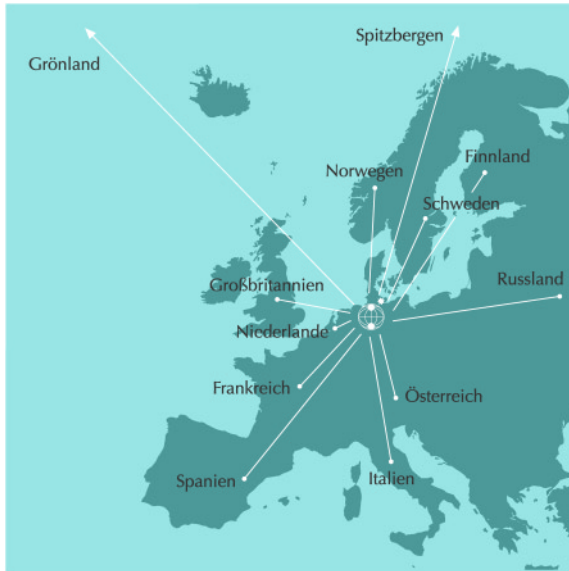 Spitzbergen
Grönland
Finnland
Norwegen
Schweden
Russland
Großbritannien
Niederlande
Frankreich
Österreich
Spanien
Italien